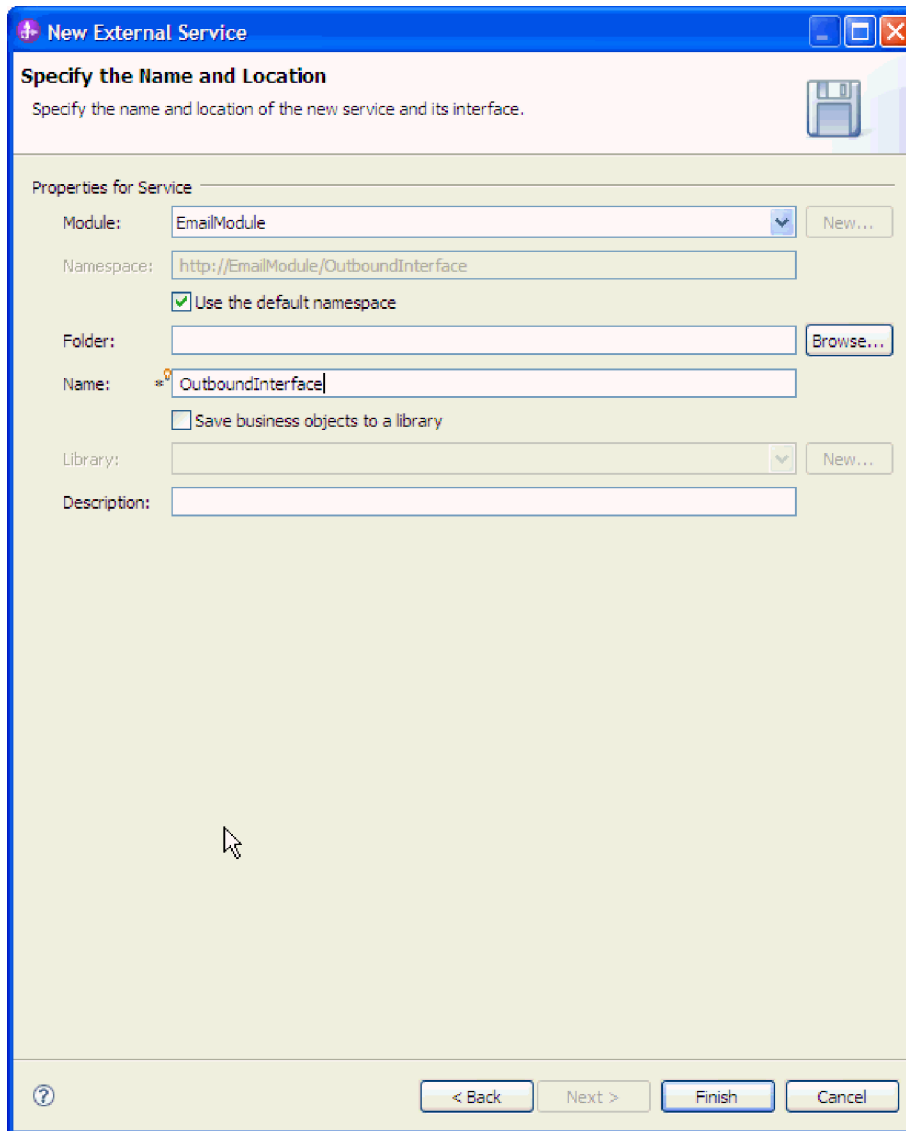 New External Service
Specify the Name and Location
Specify the name and location of the new service and its interface.
Properties for Service
Module: EmailModule New...
Namespace: http://EmailModule/OutboundInterface
Use the default namespace
Folder: Browse...
Name: * OutboundInterface
Save business objects to a library
Library: New...
Description:
? < Back Next > Finish Cancel